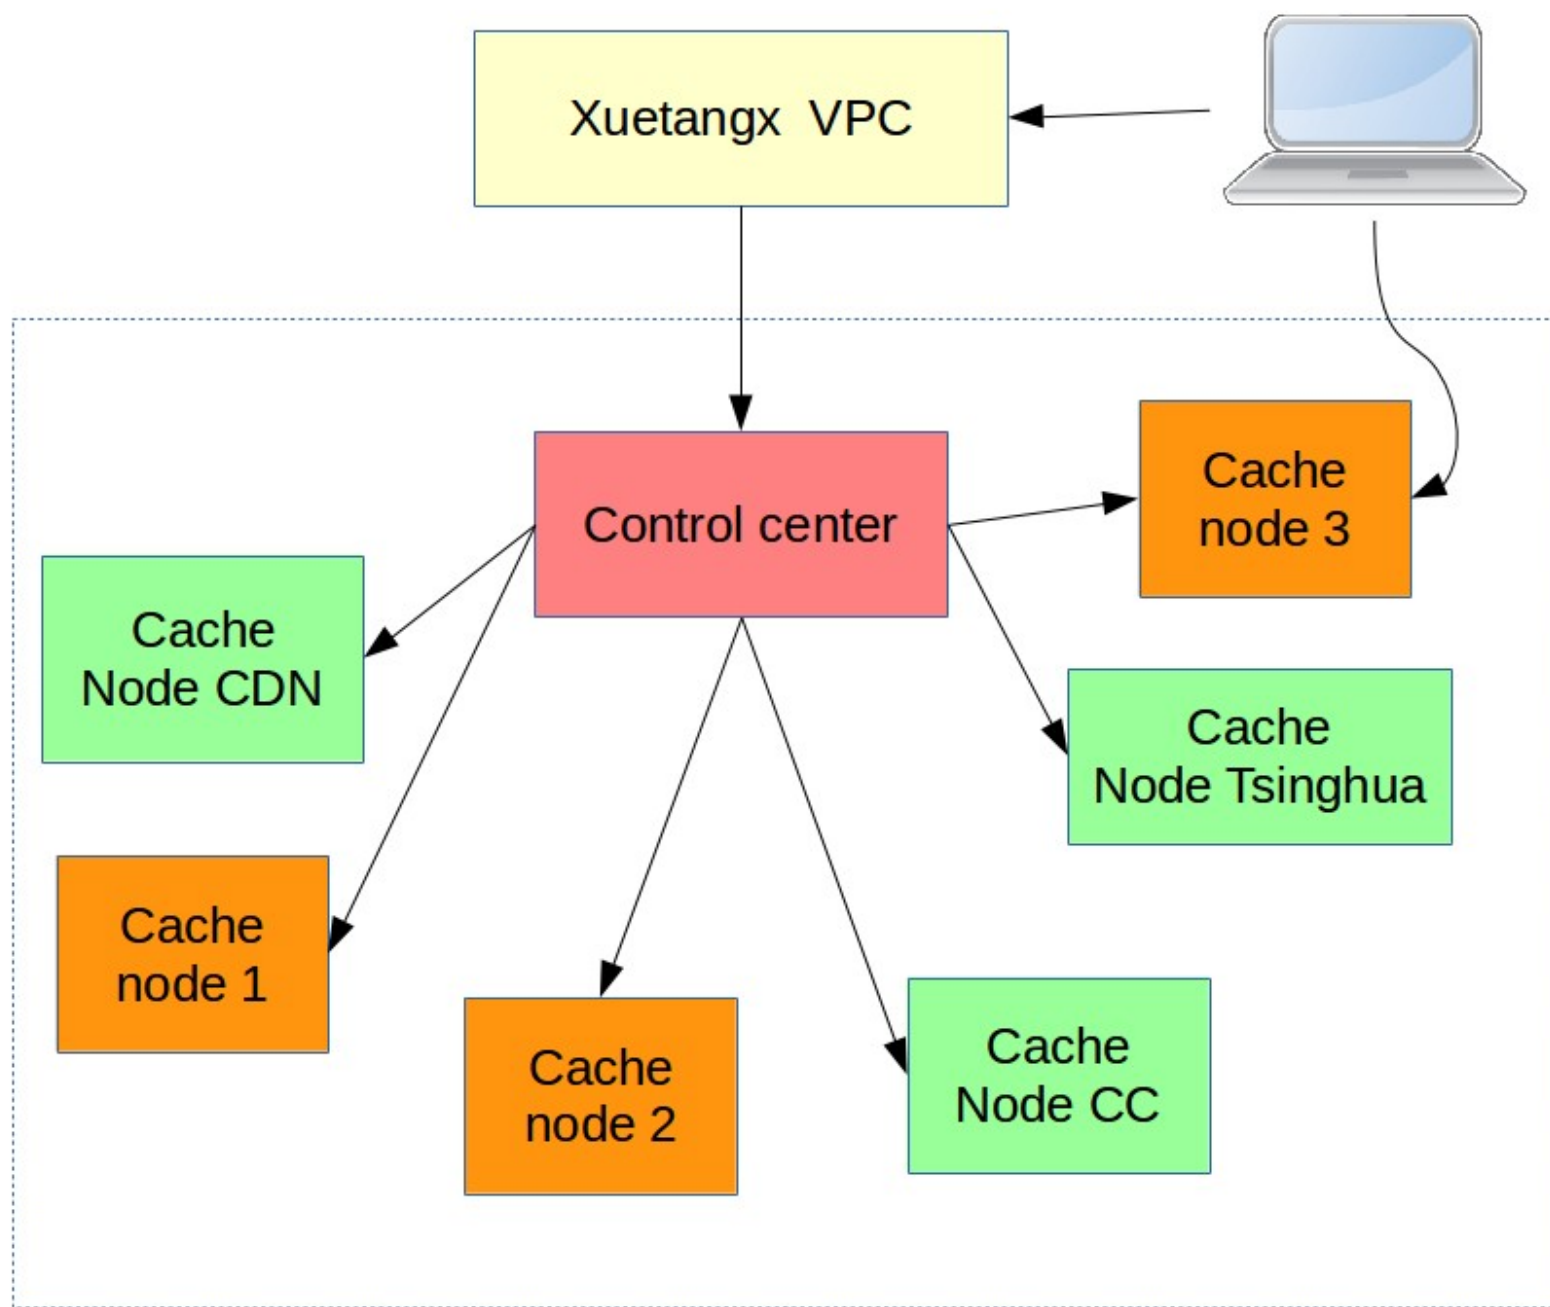 Xuetangx  VPC
Control center
Cache
node 3
Cache
Node CDN
Cache
Node Tsinghua
Cache
node 1
Cache
node 2
Cache
Node CC